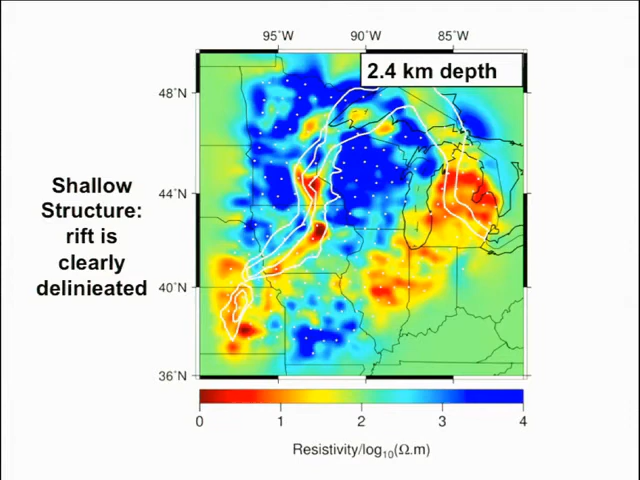 95°W 90°W 85°W
2.4 km depth
48°N
44°N
40°N
36°N
Shallow
Structure:
rift is
clearly
delinieated
0 1 2 3 4
Resistivity/log10(Ω.m)